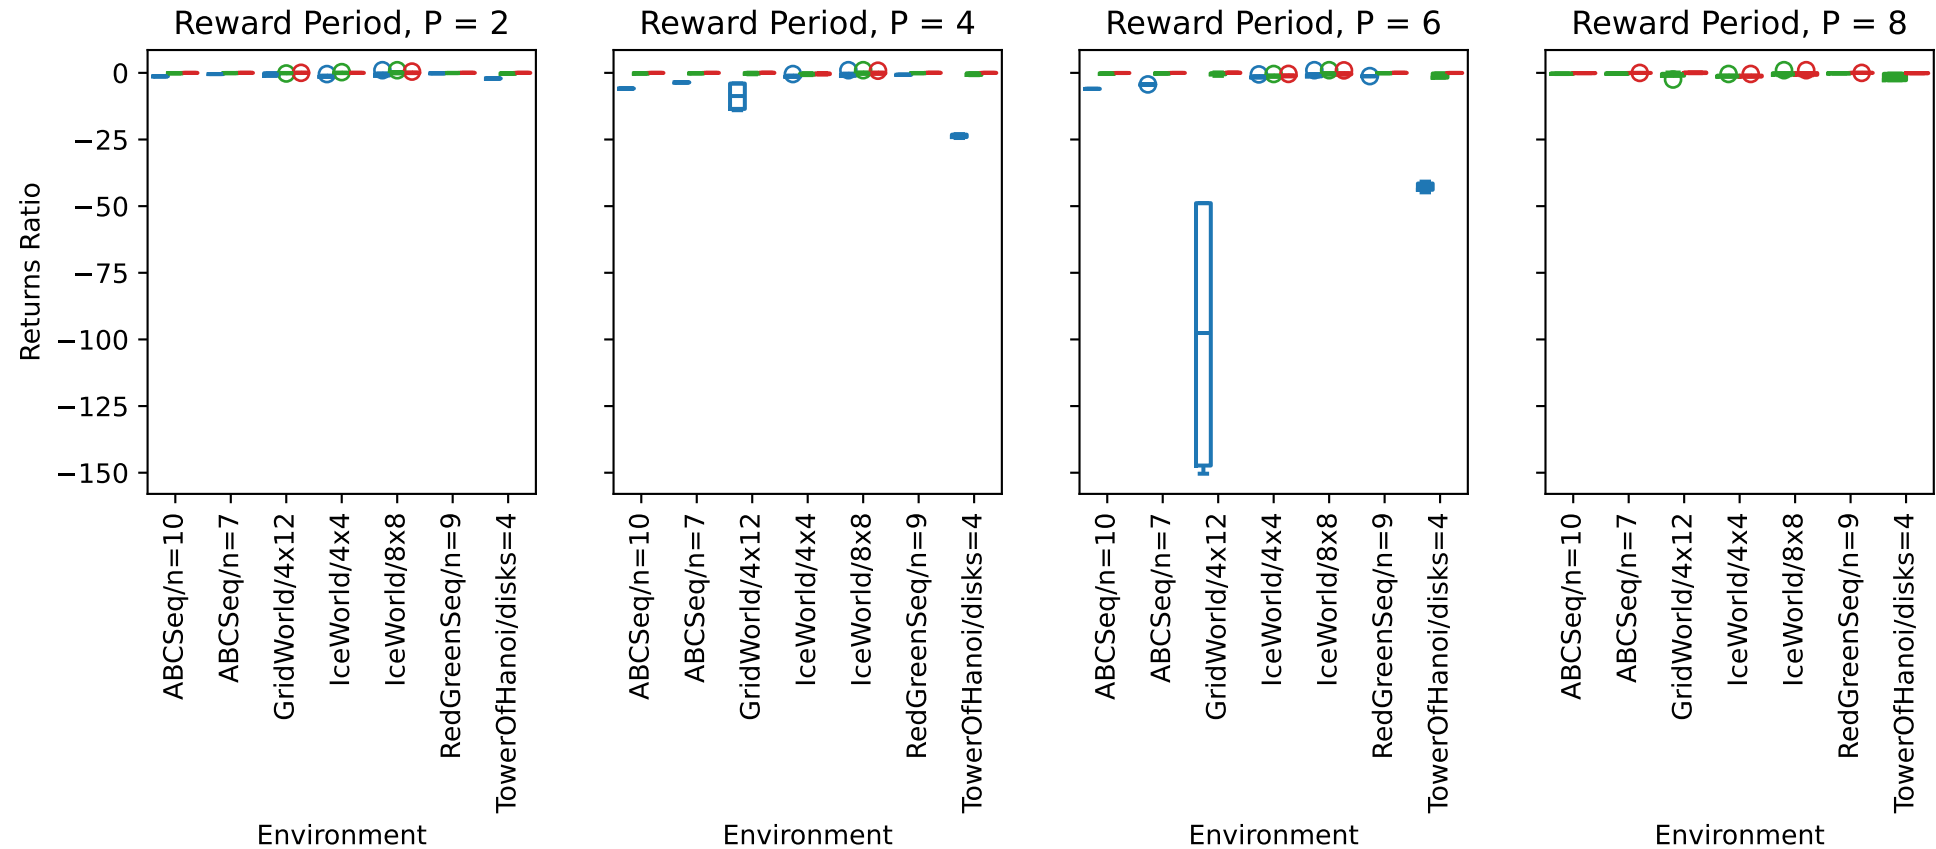 Reward Period, P = 2
Reward Period, P = 4
Reward Period, P = 6
Reward Period, P = 8
Returns Ratio
0
−25
−50
−75
−100
−125
−150
ABCSeq/n=10
ABCSeq/n=7
GridWorld/4x12
IceWorld/4x4
IceWorld/8x8
RedGreenSeq/n=9
TowerOfHanoi/disks=4
ABCSeq/n=10
ABCSeq/n=7
GridWorld/4x12
IceWorld/4x4
IceWorld/8x8
RedGreenSeq/n=9
TowerOfHanoi/disks=4
ABCSeq/n=10
ABCSeq/n=7
GridWorld/4x12
IceWorld/4x4
IceWorld/8x8
RedGreenSeq/n=9
TowerOfHanoi/disks=4
ABCSeq/n=10
ABCSeq/n=7
GridWorld/4x12
IceWorld/4x4
IceWorld/8x8
RedGreenSeq/n=9
TowerOfHanoi/disks=4
Environment
Environment
Environment
Environment